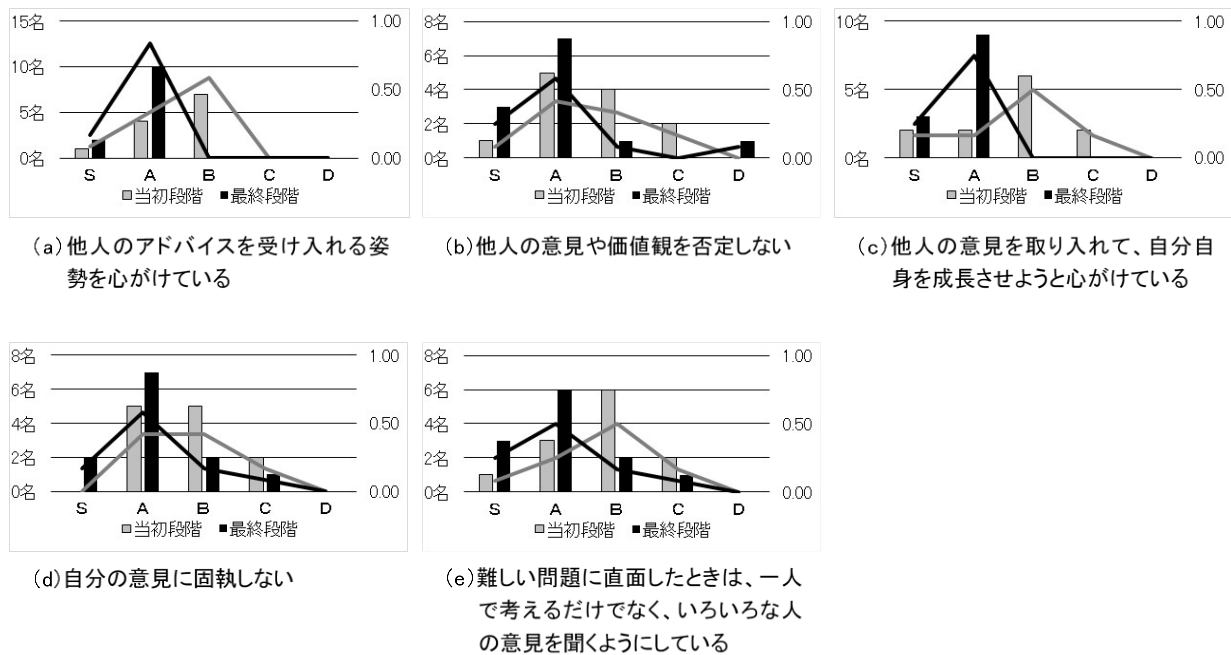 15名
10名
5名
0名
1.00
0.50
0.00
S A B C D
当初段階 最終段階
(a)他人のアドバイスを受け入れる姿
勢を心がけている
8名
6名
4名
2名
0名
1.00
0.50
0.00
S A B C D
当初段階 最終段階
(b)他人の意見や価値観を否定しない
10名
5名
0名
1.00
0.50
0.00
S A B C D
当初段階 最終段階
(c)他人の意見を取り入れて、自分自
身を成長させようと心がけている
8名
6名
4名
2名
0名
1.00
0.50
0.00
S A B C D
当初段階 最終段階
(d)自分の意見に固執しない
8名
6名
4名
2名
0名
1.00
0.50
0.00
S A B C D
当初段階 最終段階
(e)難しい問題に直面したときは、一人
で考えるだけでなく、いろいろな人
の意見を聞くようにしている